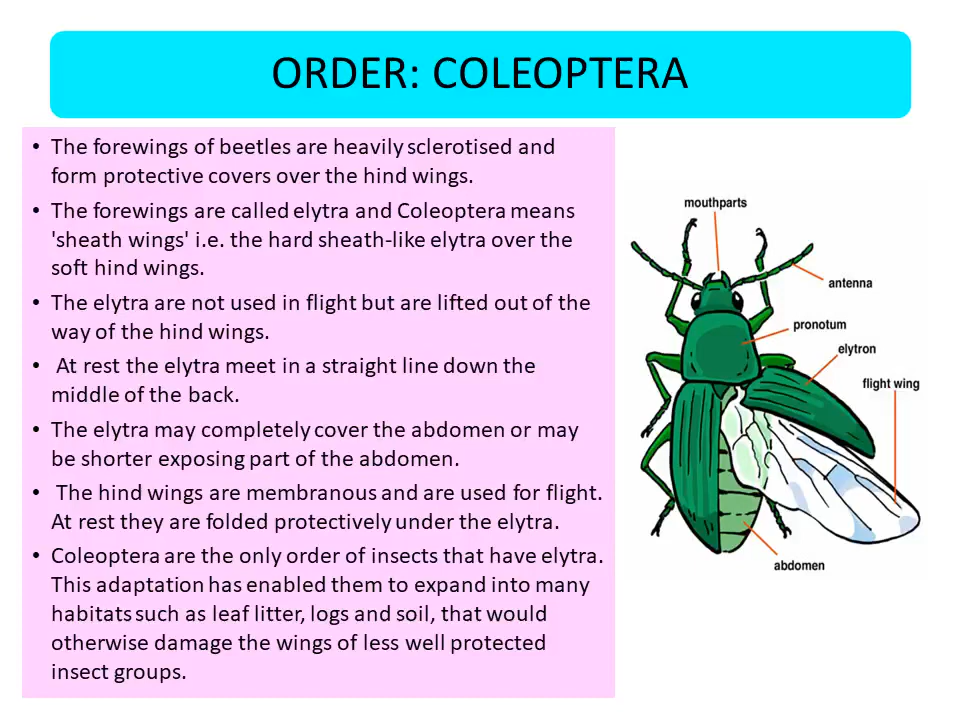 ORDER: COLEOPTERA
• The forewings of beetles are heavily sclerotised and
form protective covers over the hind wings.
• The forewings are called elytra and Coleoptera means
'sheath wings' i.e. the hard sheath-like elytra over the
soft hind wings.
• The elytra are not used in flight but are lifted out of the
way of the hind wings.
• At rest the elytra meet in a straight line down the
middle of the back.
• The elytra may completely cover the abdomen or may
be shorter exposing part of the abdomen.
• The hind wings are membranous and are used for flight.
At rest they are folded protectively under the elytra.
• Coleoptera are the only order of insects that have elytra.
This adaptation has enabled them to expand into many
habitats such as leaf litter, logs and soil, that would
otherwise damage the wings of less well protected
insect groups.
mouthparts
antenna
pronotum
elytron
flight wing
abdomen